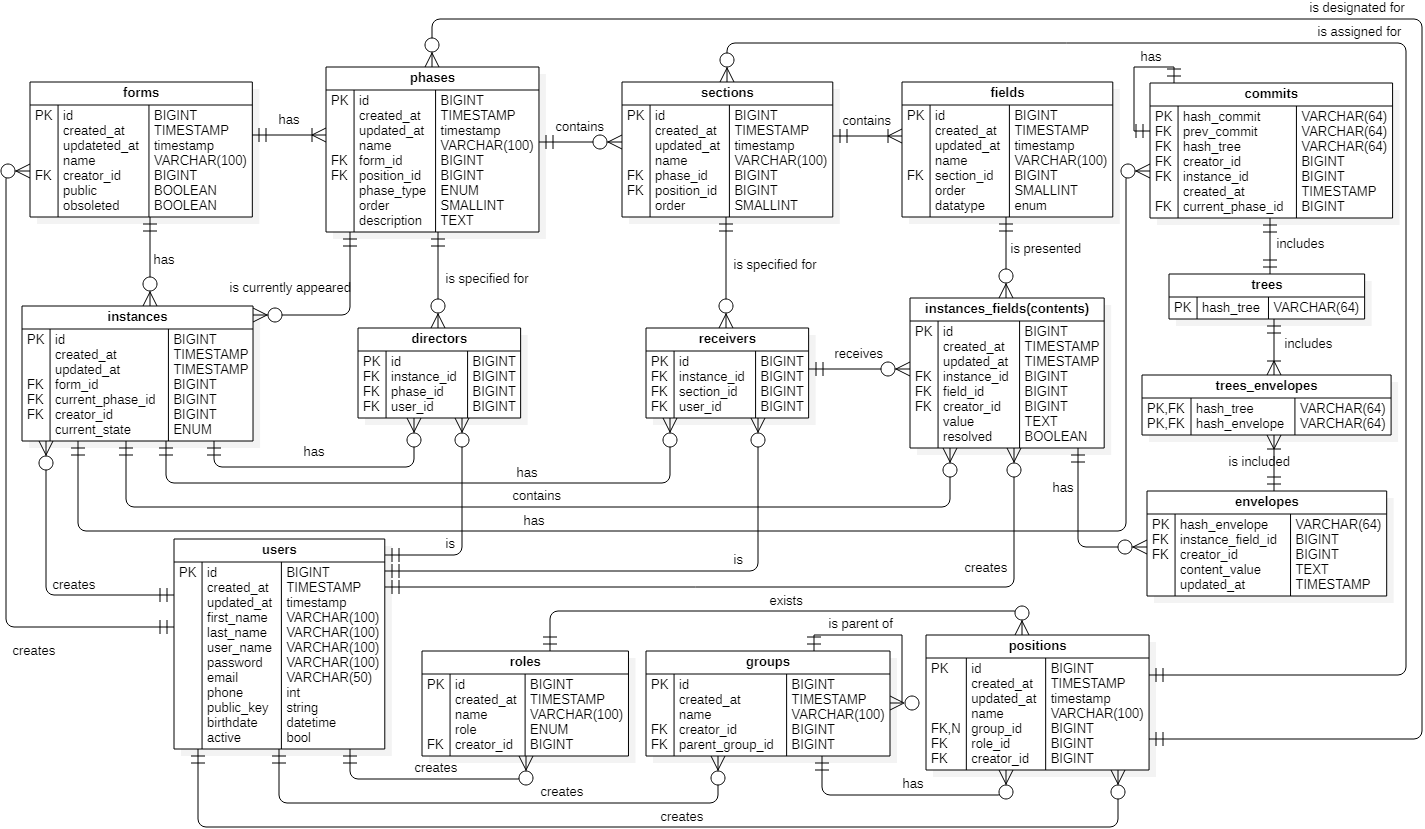 is designated for
is assigned for
has
forms
PK id BIGINT
created_at TIMESTAMP
updateted_at timestamp
name VARCHAR(100)
FK creator_id BIGINT
public BOOLEAN
obsoleted BOOLEAN
has
phases
PK id BIGINT
created_at TIMESTAMP
updated_at timestamp
name VARCHAR(100)
FK form_id BIGINT
FK position_id BIGINT
phase_type ENUM
order SMALLINT
description TEXT
contains
sections
PK id BIGINT
created_at TIMESTAMP
updated_at timestamp
name VARCHAR(100)
FK phase_id BIGINT
FK position_id BIGINT
order SMALLINT
contains
fields
PK id BIGINT
created_at TIMESTAMP
updated_at timestamp
name VARCHAR(100)
FK section_id BIGINT
order SMALLINT
datatype enum
commits
PK hash_commit VARCHAR(64)
FK prev_commit VARCHAR(64)
FK hash_tree VARCHAR(64)
FK creator_id BIGINT
FK instance_id BIGINT
created_at TIMESTAMP
FK current_phase_id BIGINT
has
is currently appeared
is specified for
is specified for
is presented
includes
instances
PK id BIGINT
created_at TIMESTAMP
updated_at TIMESTAMP
FK form_id BIGINT
FK current_phase_id BIGINT
FK creator_id BIGINT
current_state ENUM
directors
PK id BIGINT
FK instance_id BIGINT
FK phase_id BIGINT
FK user_id BIGINT
receivers
PK id BIGINT
FK instance_id BIGINT
FK section_id BIGINT
FK user_id BIGINT
receives
instances_fields(contents)
PK id BIGINT
created_at TIMESTAMP
updated_at TIMESTAMP
FK instance_id BIGINT
FK field_id BIGINT
FK creator_id BIGINT
value TEXT
resolved BOOLEAN
trees
PK hash_tree VARCHAR(64)
includes
trees_envelopes
PK,FK hash_tree VARCHAR(64)
PK,FK hash_envelope VARCHAR(64)
is included
envelopes
PK hash_envelope VARCHAR(64)
FK instance_field_id BIGINT
FK creator_id BIGINT
content_value TEXT
updated_at TIMESTAMP
has
has
contains
has
has
is
is
creates
creates
creates
users
PK id BIGINT
created_at TIMESTAMP
updated_at timestamp
first_name VARCHAR(100)
last_name VARCHAR(100)
user_name VARCHAR(100)
password VARCHAR(100)
email VARCHAR(50)
phone int
public_key string
birthdate datetime
active bool
exists
is parent of
roles
PK id BIGINT
created_at TIMESTAMP
name VARCHAR(100)
role ENUM
FK creator_id BIGINT
groups
PK id BIGINT
created_at TIMESTAMP
name VARCHAR(100)
FK creator_id BIGINT
FK parent_group_id BIGINT
positions
PK id BIGINT
created_at TIMESTAMP
updated_at timestamp
name VARCHAR(100)
FK,N group_id BIGINT
FK role_id BIGINT
FK creator_id BIGINT
creates
has
creates
creates